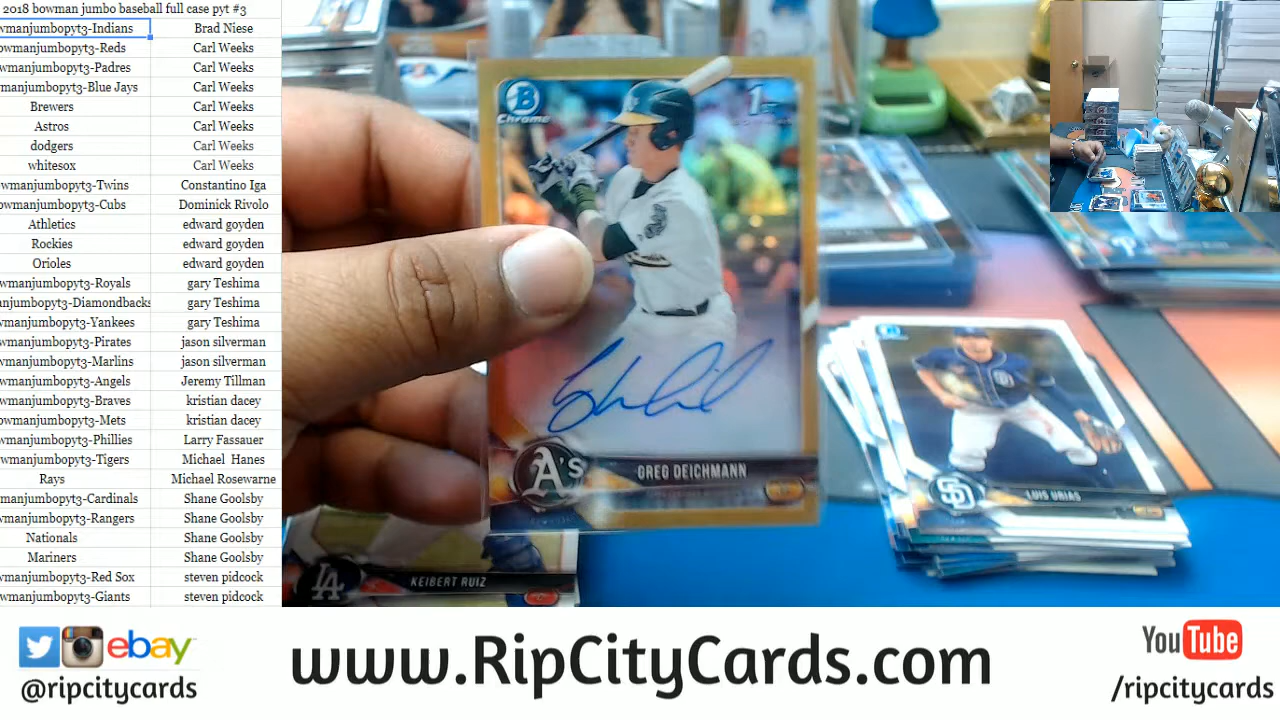 2018 bowman jumbo baseball full case pyt #3
wmanjumbopyt3-Indians Brad Niese
owmanjumbopyt3-Reds Carl Weeks
wmanjumbopyt3-Padres Carl Weeks
wmanjumbopyt3-Blue Jays Carl Weeks
Brewers Carl Weeks
Astros Carl Weeks
dodgers Carl Weeks
whitesox Carl Weeks
wmanjumbopyt3-Twins Constantino Iga
owmanjumbopyt3-Cubs Dominick Rivolo
Athletics edward goyden
Rockies edward goyden
Orioles edward goyden
wmanjumbopyt3-Royals gary Teshima
anjumbopyt3-Diamondbacks gary Teshima
wmanjumbopyt3-Yankees gary Teshima
wmanjumbopyt3-Pirates jason silverman
wmanjumbopyt3-Marlins jason silverman
wmanjumbopyt3-Angels Jeremy Tillman
wmanjumbopyt3-Braves kristian dacey
owmanjumbopyt3-Mets kristian dacey
wmanjumbopyt3-Phillies Larry Fassauer
wmanjumbopyt3-Tigers Michael Hanes
Rays Michael Rosewarne
manjumbopyt3-Cardinals Shane Goolsby
wmanjumbopyt3-Rangers Shane Goolsby
Nationals Shane Goolsby
Mariners Shane Goolsby
wmanjumbopyt3-Red Sox steven pidcock
wmanjumbopyt3-Giants steven pidcock
B
Chrome
1st
A's
GREG DEICHMANN
SD
LUIS URIAS
LA
KEIBERT RUIZ
ebay
@ripcitycards
www.RipCityCards.com
YouTube
/ripcitycards